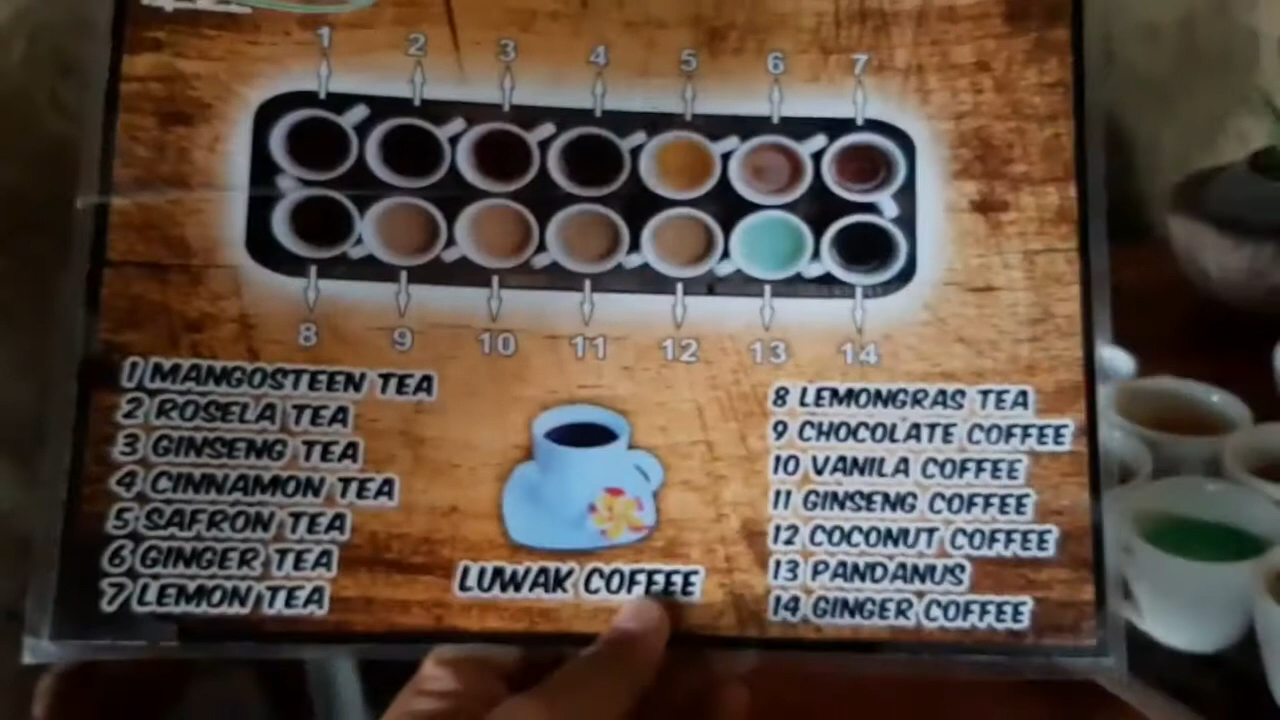 1 2 3 4 5 6 7
8 9 10 11 12 13 14
1 MANGOSTEEN TEA
2 ROSELA TEA
3 GINSENG TEA
4 CINNAMON TEA
5 SAFRON TEA
6 GINGER TEA
7 LEMON TEA
LUWAK COFFEE
8 LEMONGRAS TEA
9 CHOCOLATE COFFEE
10 VANILA COFFEE
11 GINSENG COFFEE
12 COCONUT COFFEE
13 PANDANUS
14 GINGER COFFEE